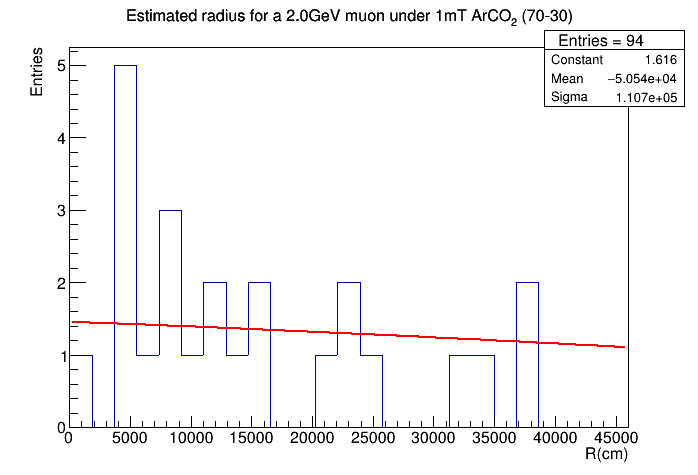 Estimated radius for a 2.0GeV muon under 1mT ArCO2 (70-30)
Entries = 94
Constant 1.616
Mean −5.054e+04
Sigma 1.107e+05
Entries
5
4
3
2
1
0
0 5000 10000 15000 20000 25000 30000 35000 40000 45000
R(cm)